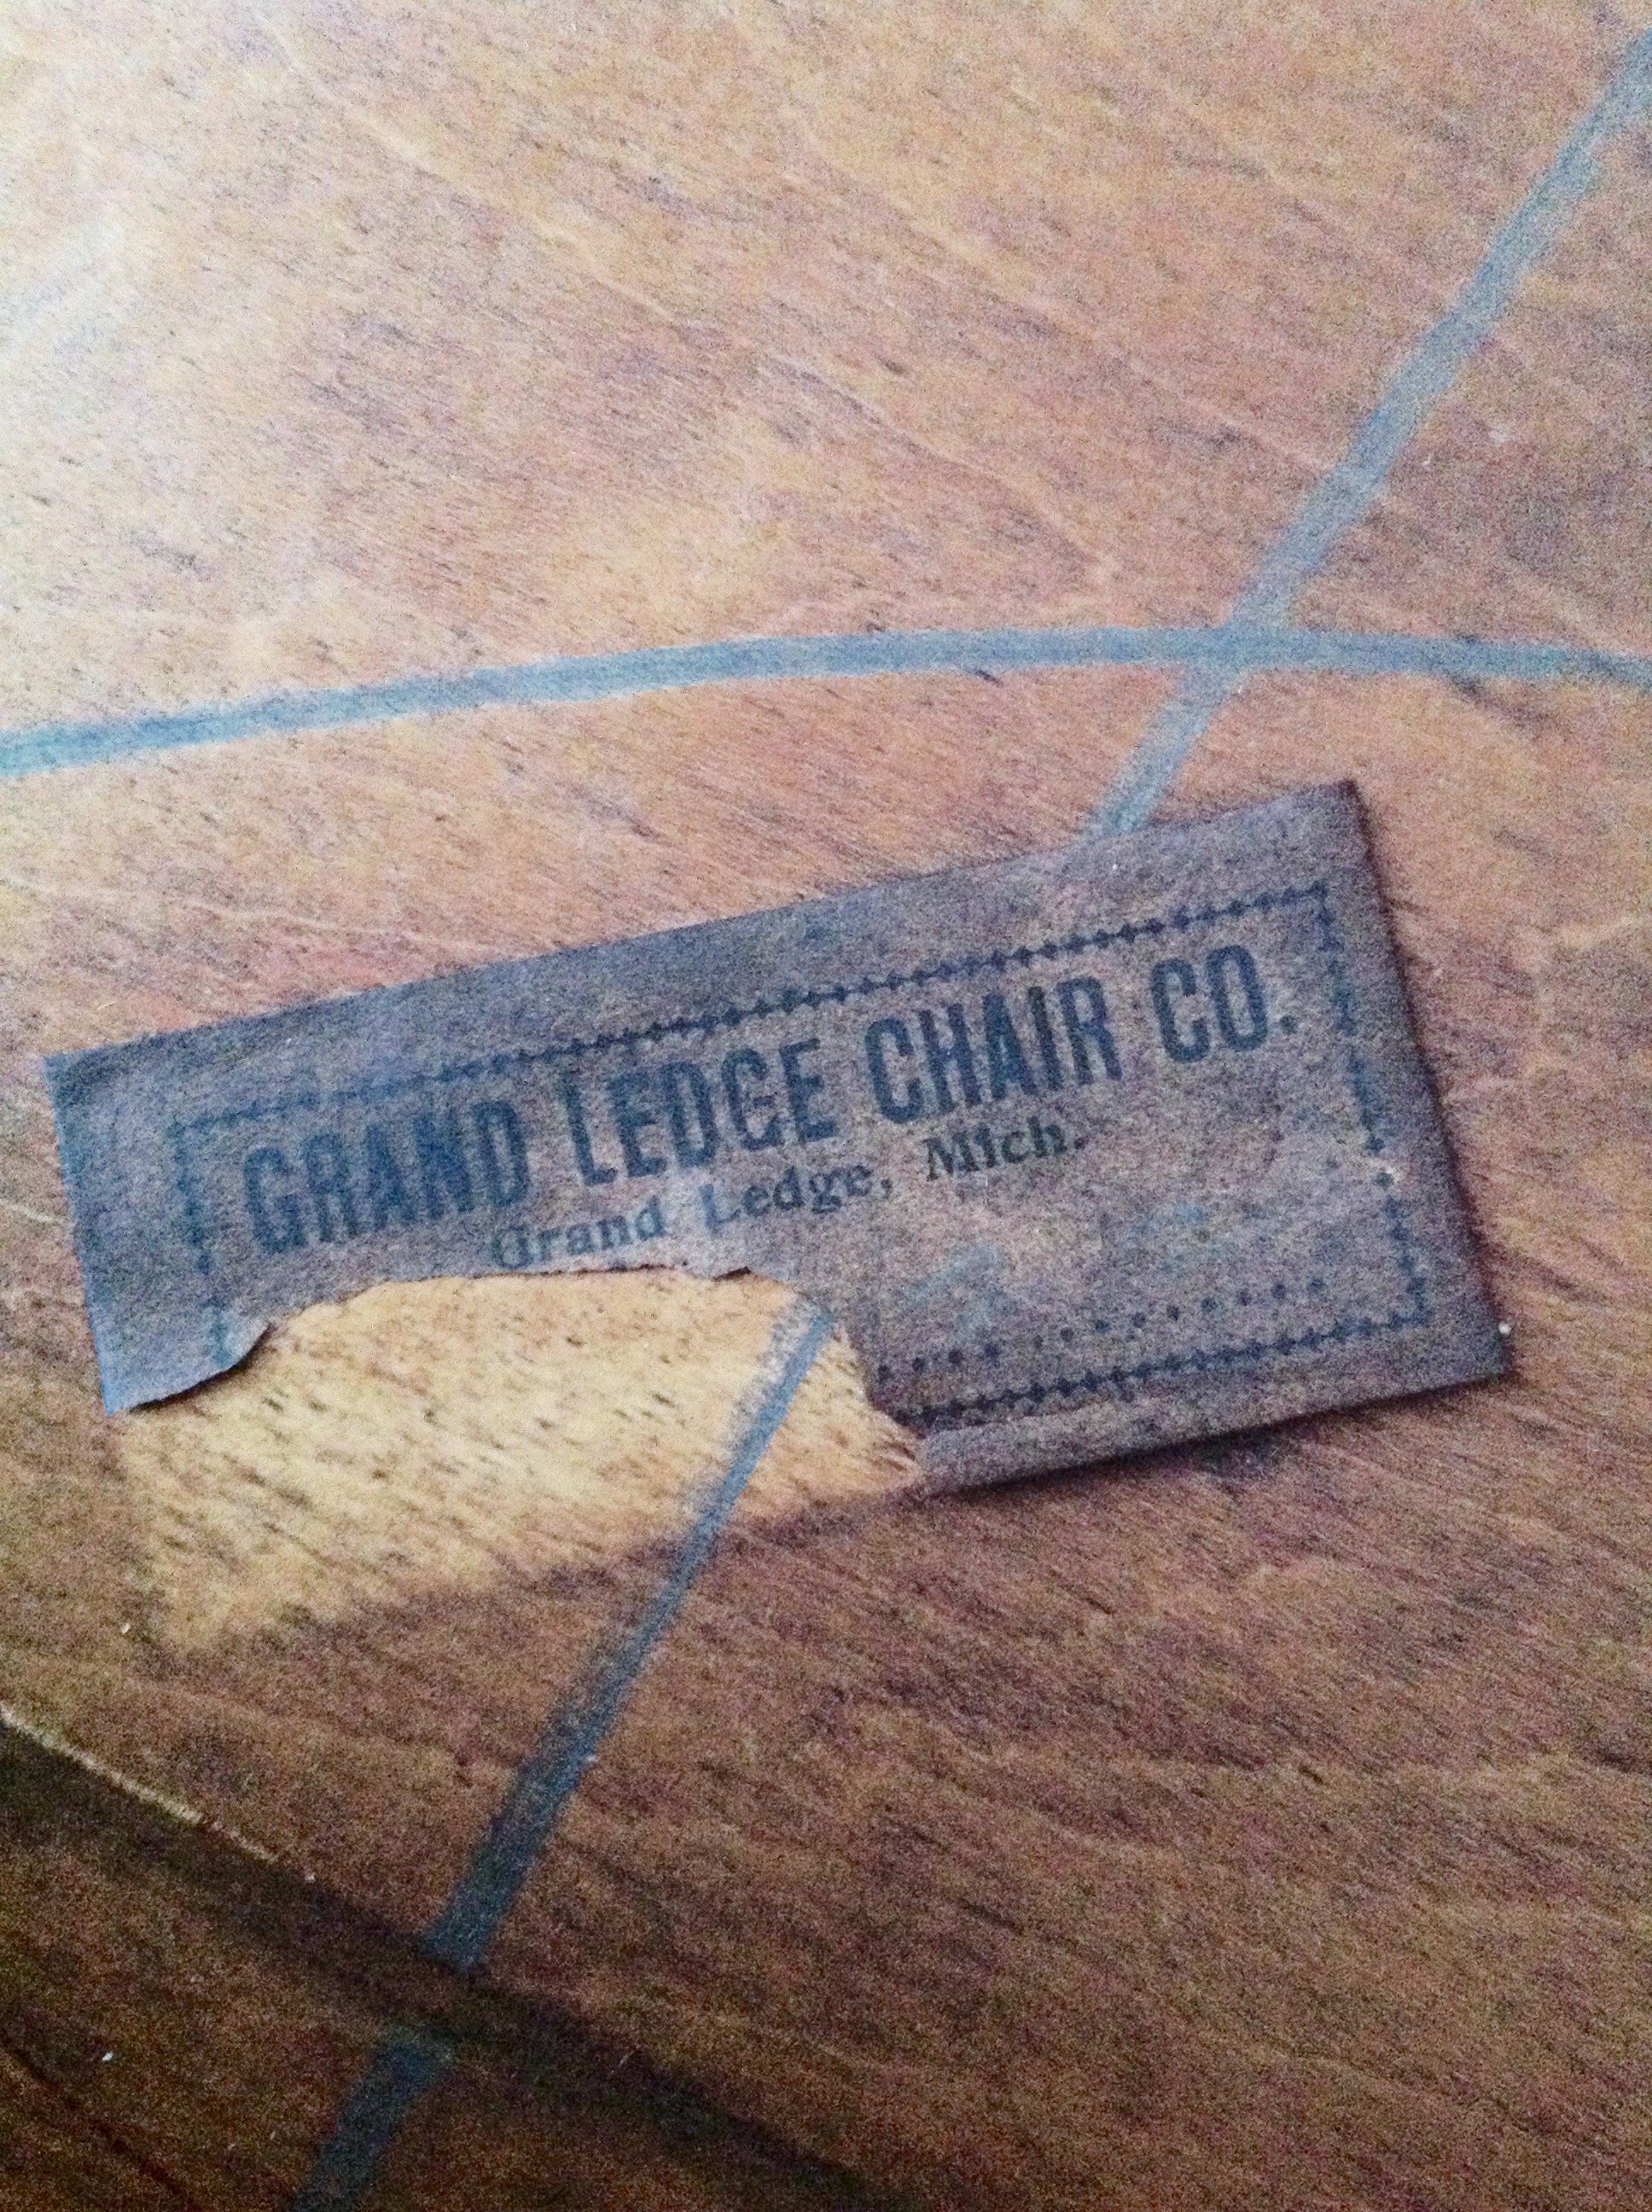 GRAND LEDGE CHAIR CO.
Grand Ledge, Mich.